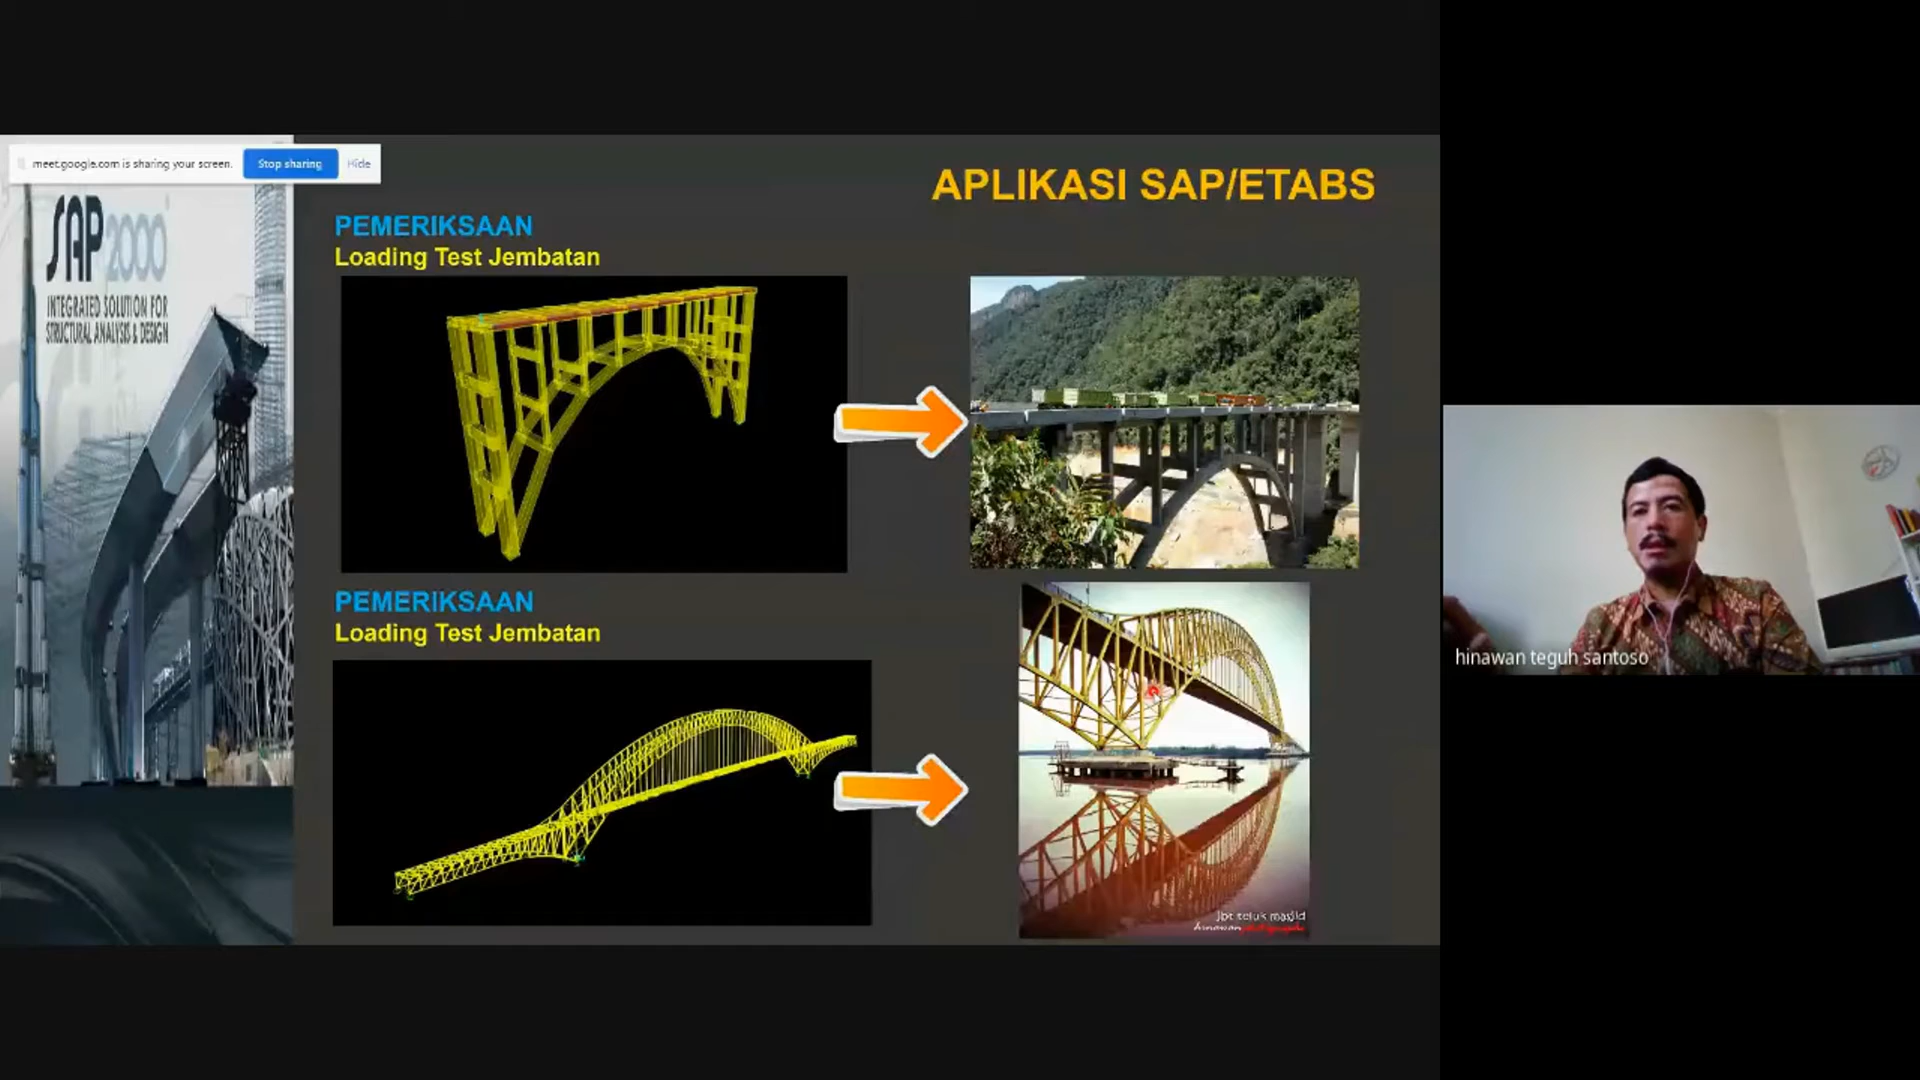 meet.google.com is sharing your screen.
Stop sharing
Hide
SAP2000
INTEGRATED SOLUTION FOR
STRUCTURAL ANALYSIS & DESIGN
APLIKASI SAP/ETABS
PEMERIKSAAN
Loading Test Jembatan
PEMERIKSAAN
Loading Test Jembatan
Jbt teluk masjid
hinawan teguh santoso